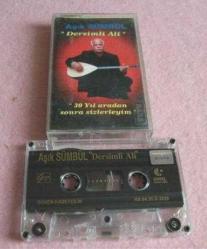 Aşık SÜMBÜL
"Dersimli Ali"
"30 Yıl aradan
sonra sizlerleyim"
Aşık SÜMBÜL "Dersimli Ali"